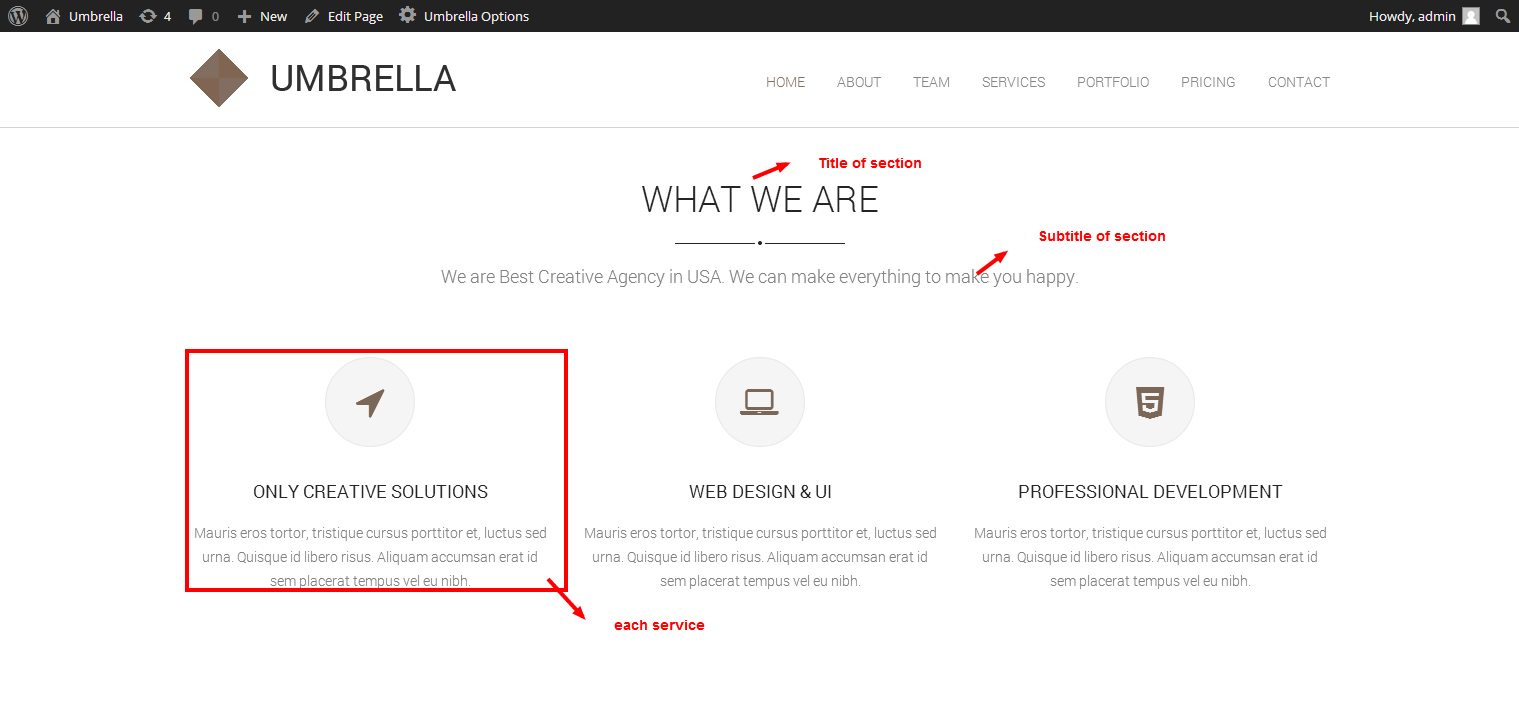 Umbrella 4 0 New Edit Page Umbrella Options Howdy, admin
UMBRELLA
HOME ABOUT TEAM SERVICES PORTFOLIO PRICING CONTACT
Title of section
WHAT WE ARE
Subtitle of section
We are Best Creative Agency in USA. We can make everything to make you happy.
ONLY CREATIVE SOLUTIONS
Mauris eros tortor, tristique cursus porttitor et, luctus sed
urna. Quisque id libero risus. Aliquam accumsan erat id
sem placerat tempus vel eu nibh.
WEB DESIGN & UI
Mauris eros tortor, tristique cursus porttitor et, luctus sed
urna. Quisque id libero risus. Aliquam accumsan erat id
sem placerat tempus vel eu nibh.
PROFESSIONAL DEVELOPMENT
Mauris eros tortor, tristique cursus porttitor et, luctus sed
urna. Quisque id libero risus. Aliquam accumsan erat id
sem placerat tempus vel eu nibh.
each service